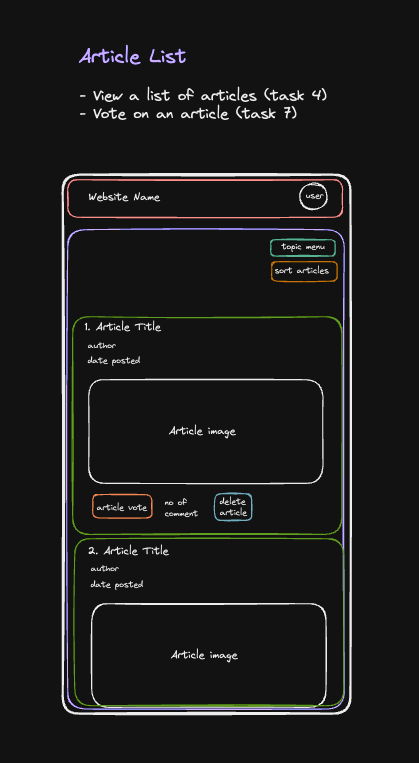 Article List
- View a list of articles (task 4)
- Vote on an article (task 7)
Website Name
user
topic menu
sort articles
1. Article Title
author
date posted
Article image
article vote
no of
comment
delete
article
2. Article Title
author
date posted
Article image